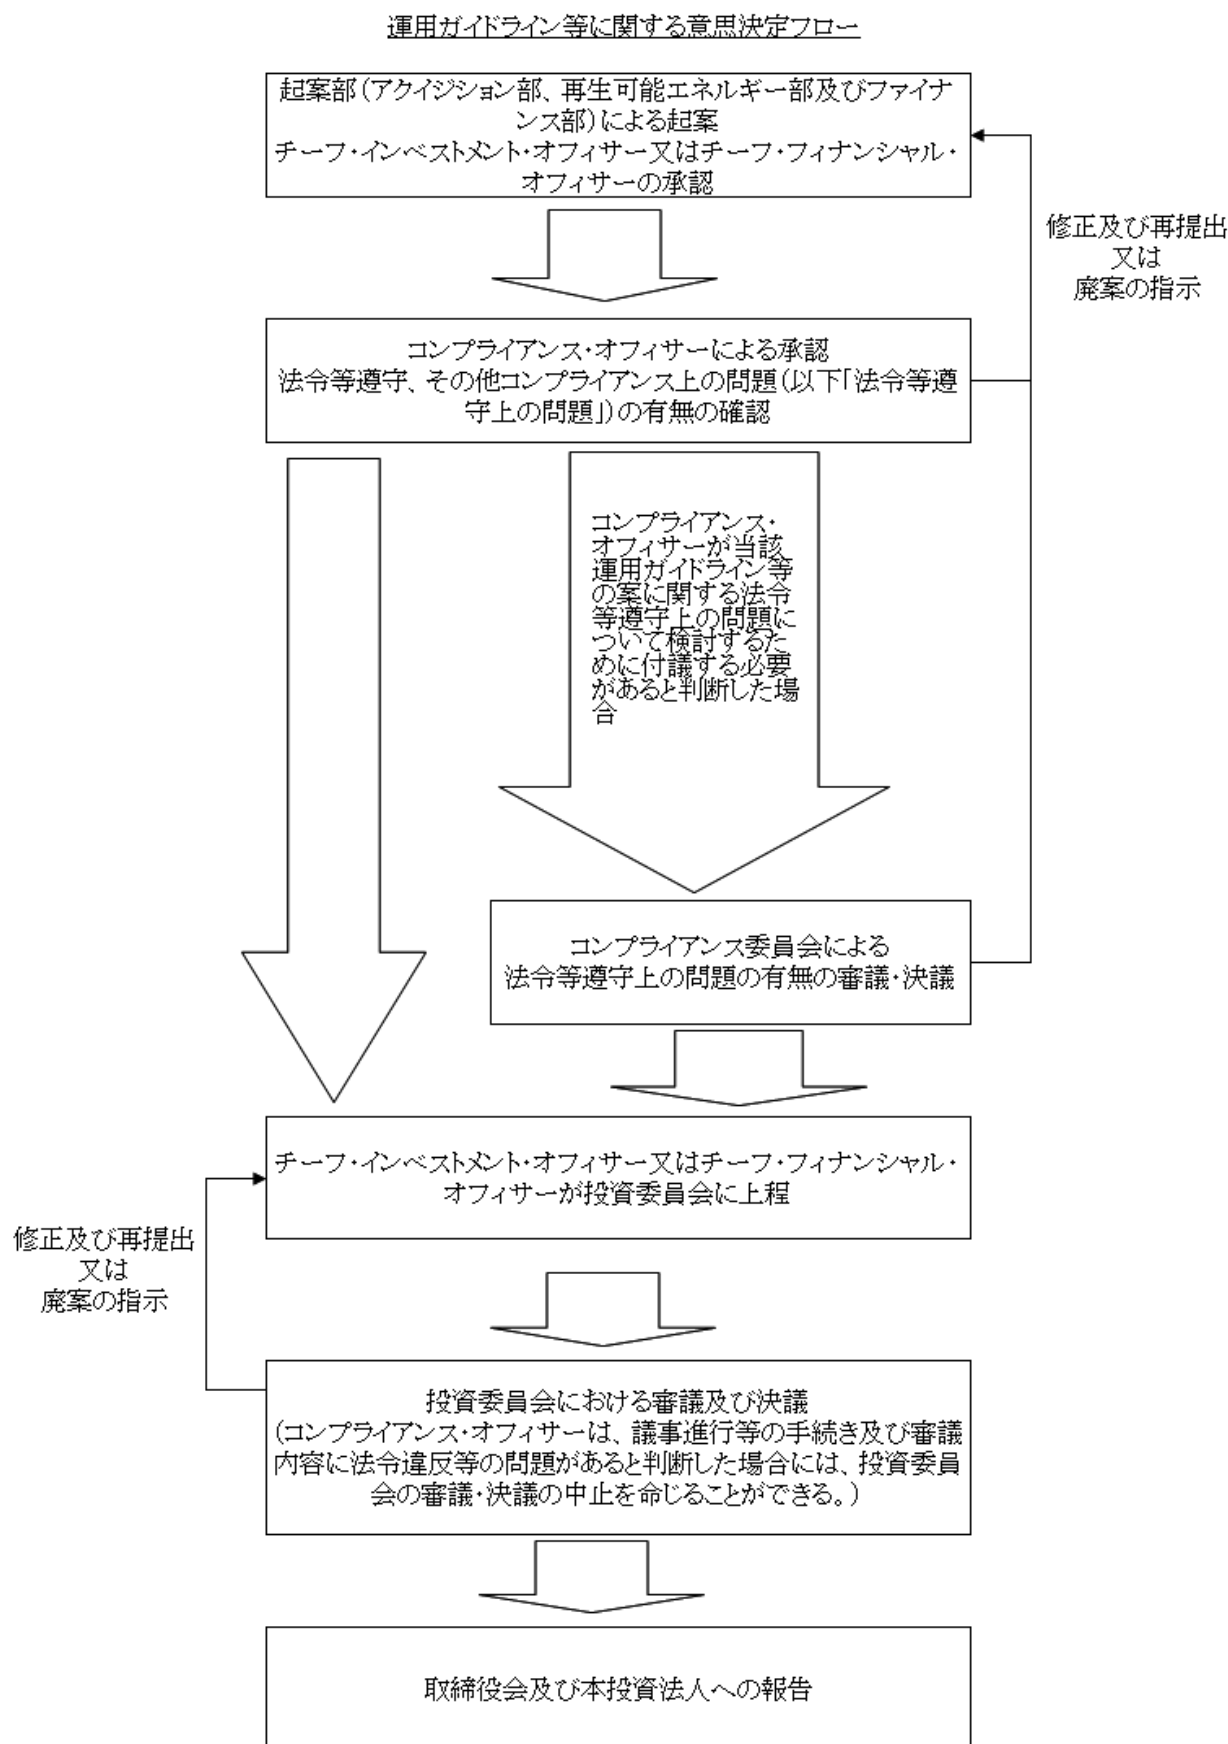 運用ガイドライン等に関する意思決定フロー
起案部(アクイジション部、再生可能エネルギー部及びファイナ
ンス部)による起案
チーフ・インベストメント・オフィサー又はチーフ・フィナンシャル・
オフィサーの承認
修正及び再提出
又は
廃案の指示
コンプライアンス・オフィサーによる承認
法令等遵守、その他コンプライアンス上の問題(以下「法令等遵
守上の問題」)の有無の確認
コンプライアンス・
オフィサーが当該
運用ガイドライン等
の案に関する法令
等遵守上の問題に
ついて検討するた
めに付議する必要
があると判断した場
合
コンプライアンス委員会による
法令等遵守上の問題の有無の審議・決議
チーフ・インベストメント・オフィサー又はチーフ・フィナンシャル・
オフィサーが投資委員会に上程
修正及び再提出
又は
廃案の指示
投資委員会における審議及び決議
(コンプライアンス・オフィサーは、議事進行等の手続き及び審議
内容に法令違反等の問題があると判断した場合には、投資委員
会の審議・決議の中止を命じることができる。)
取締役会及び本投資法人への報告